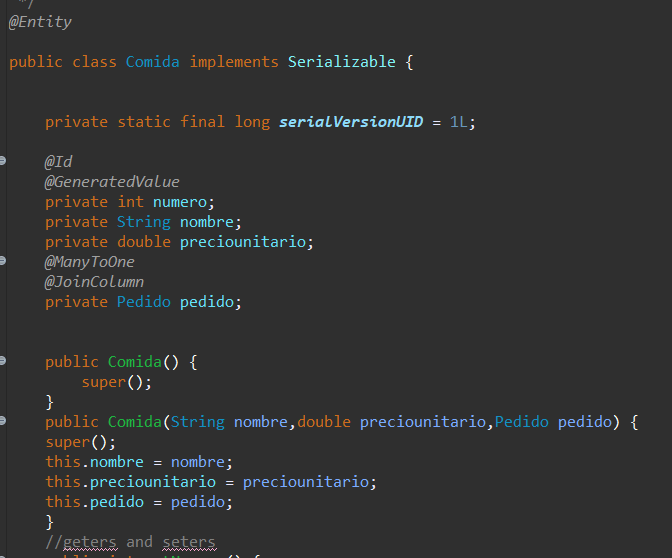 */
@Entity
public class Comida implements Serializable {
private static final long serialVersionUID = 1L;
@Id
@GeneratedValue
private int numero;
private String nombre;
private double preciounitario;
@ManyToOne
@JoinColumn
private Pedido pedido;
public Comida() {
super();
}
public Comida(String nombre,double preciounitario,Pedido pedido) {
super();
this.nombre = nombre;
this.preciounitario = preciounitario;
this.pedido = pedido;
}
//geters and seters